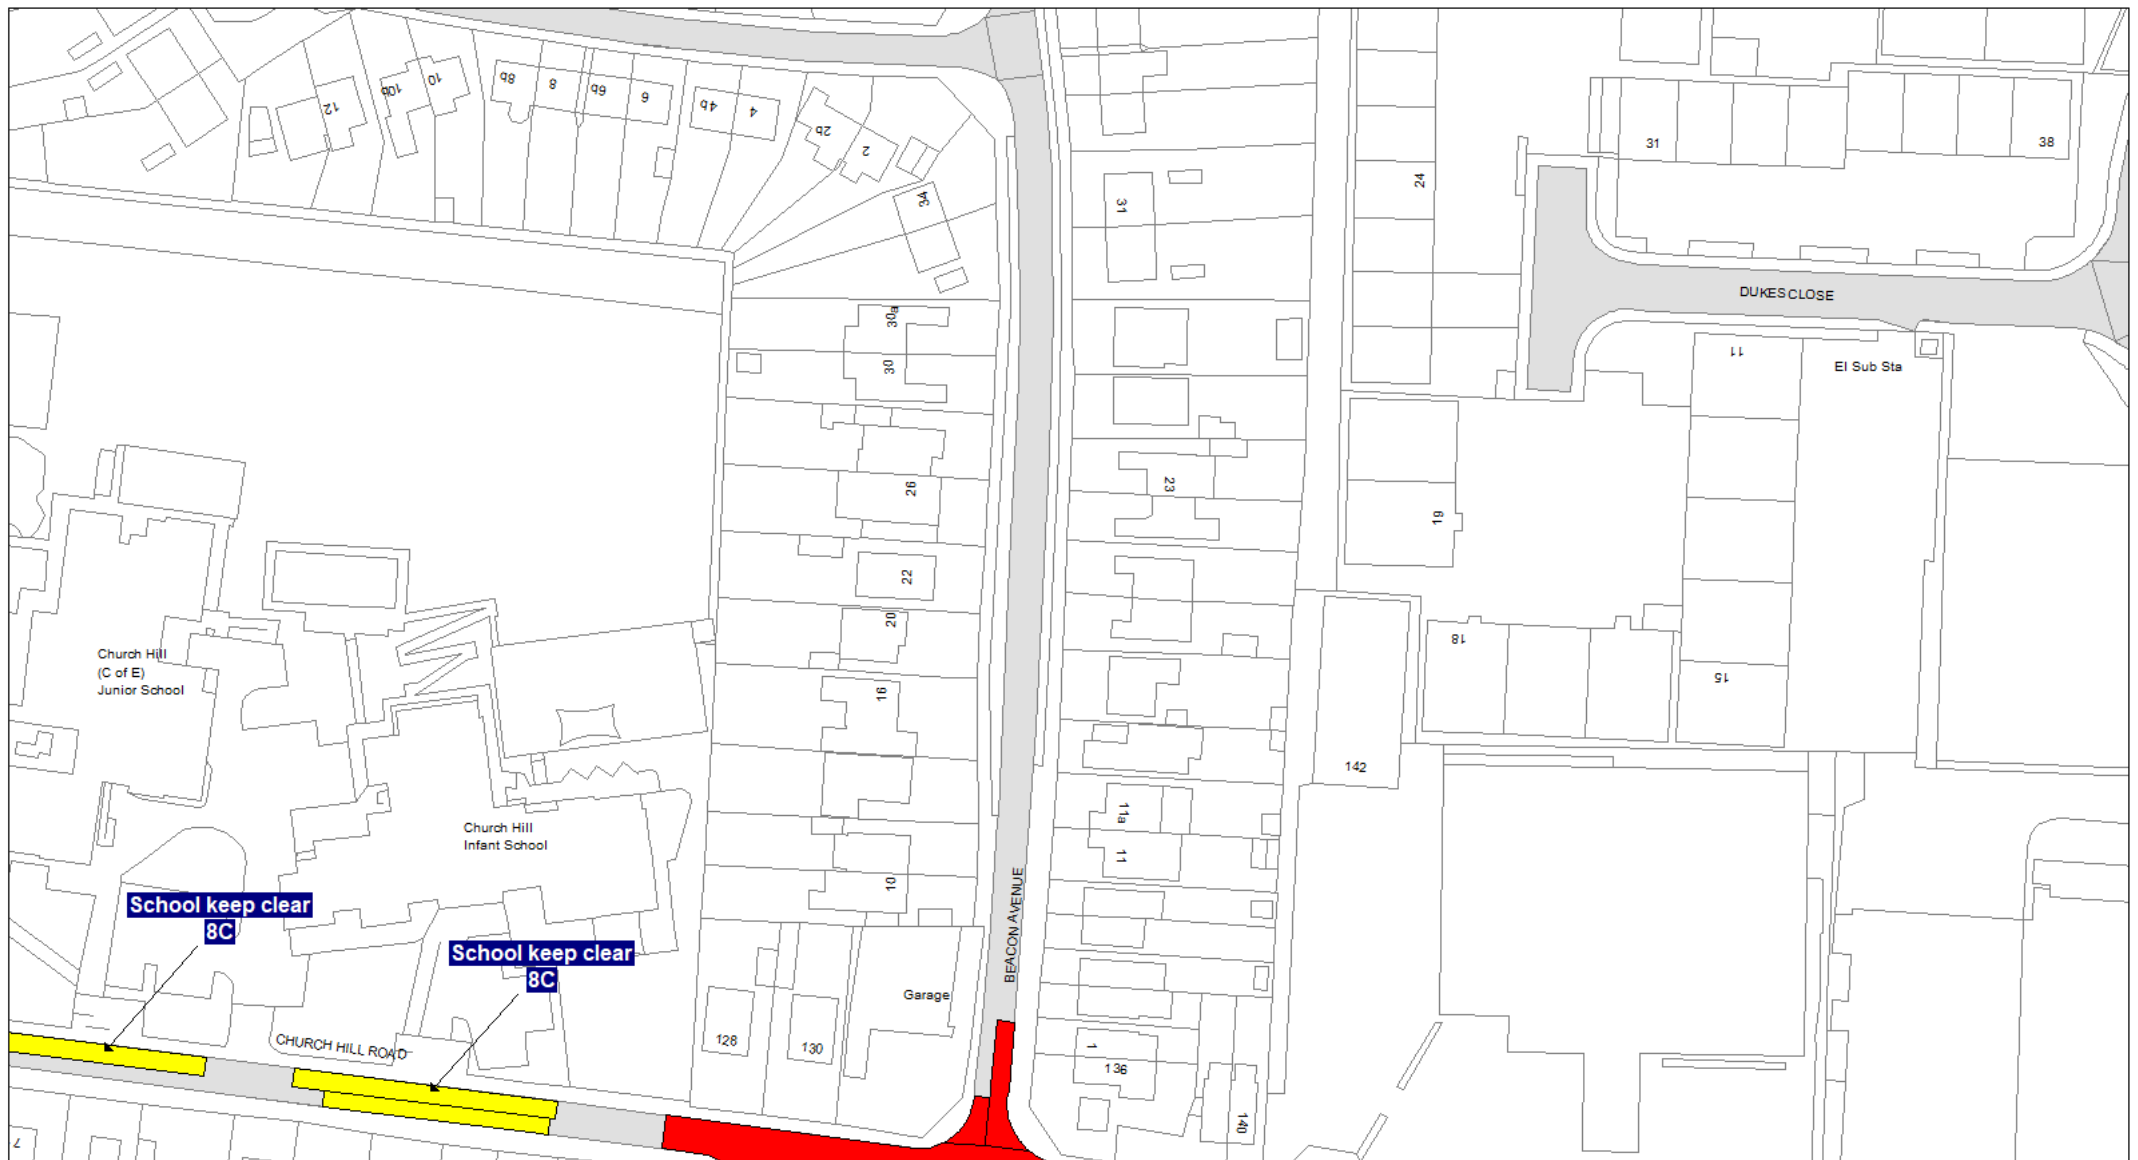 12
10b
10
8b
8
6b
6
4b
4
2b
2
34
31
24
31
38
DUKES CLOSE
30a
30
11
El Sub Sta
26
23
19
22
20
18
Church Hill
(C of E)
Junior School
16
15
142
11a
11
Church Hill
Infant School
10
BEACON AVENUE
School keep clear
8C
School keep clear
8C
Garage
CHURCH HILL ROAD
128
130
1
136
140
7